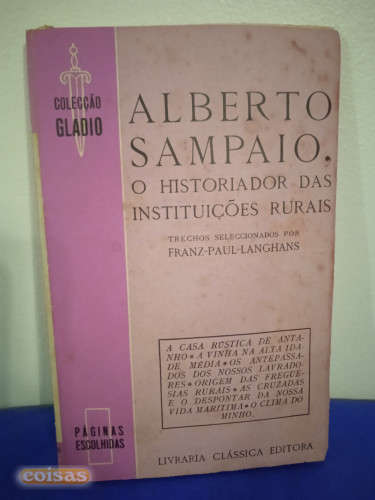 COLECÇÃO
GLADIO
ALBERTO
SAMPAIO.
O HISTORIADOR DAS
INSTITUIÇÕES RURAIS
TRECHOS SELECCIONADOS POR
FRANZ-PAUL-LANGHANS
A CASA RÚSTICA DE ANTA-
NHO • A VINHA NA ALTA IDA-
DE MÉDIA • OS ANTEPASSA-
DOS DOS NOSSOS LAVRADO-
RES • ORIGEM DAS FREGUE-
SIAS RURAIS • AS CRUZADAS
E O DESPONTAR DA NOSSA
VIDA MARÍTIMA • O CLIMA DO
MINHO.
PÁGINAS
ESCOLHIDAS
LIVRARIA CLÁSSICA EDITORA
coisas